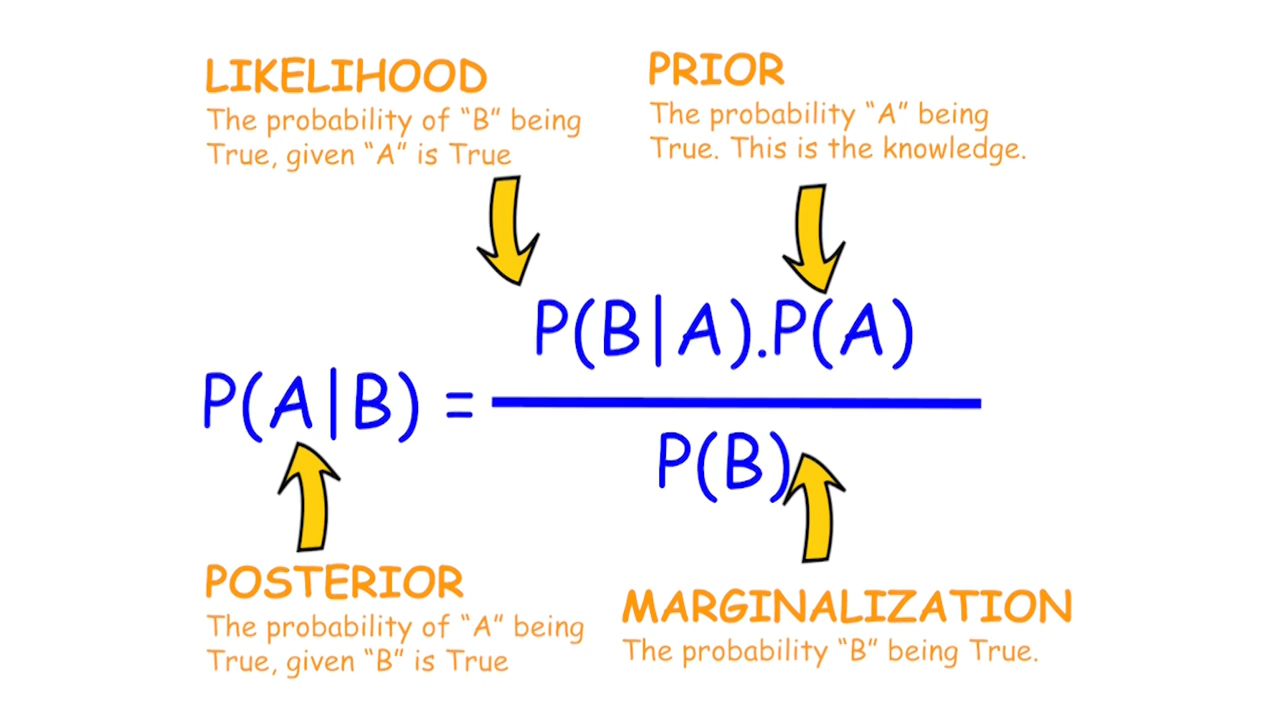 LIKELIHOOD
The probability of “B” being
True, given “A” is True
PRIOR
The probability “A” being
True. This is the knowledge.
P(A|B) =
P(B|A).P(A)
P(B)
POSTERIOR
The probability of “A” being
True, given “B” is True
MARGINALIZATION
The probability “B” being True.